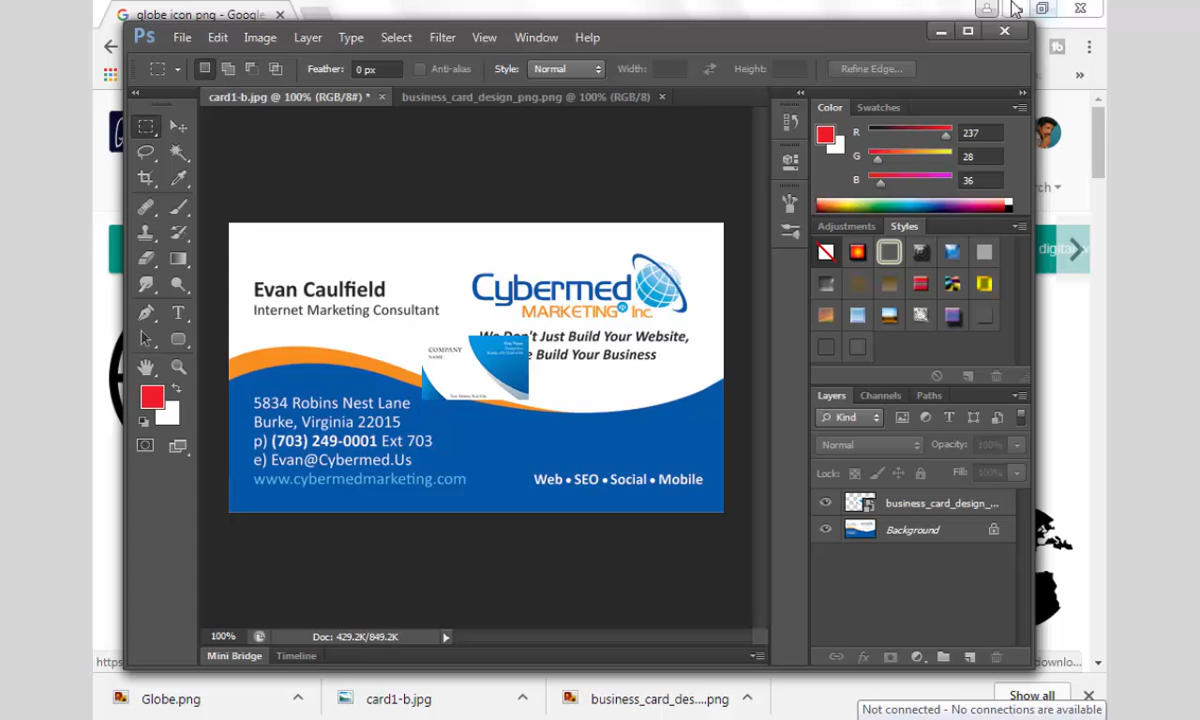 globe icon png - Google
Ps File Edit Image Layer Type Select Filter View Window Help
Feather: 0 px Anti-alias Style: Normal Width: Height: Refine Edge...
card1-b.jpg @ 100% (RGB/8#) * business_card_design_png.png @ 100% (RGB/8)
Color Swatches
R 237
G 28
B 36
Adjustments Styles
Evan Caulfield
Internet Marketing Consultant
Cybermed
MARKETING Inc.
We Don't Just Build Your Website,
e Build Your Business
COMPANY
NAME
5834 Robins Nest Lane
Burke, Virginia 22015
p) (703) 249-0001 Ext 703
e) Evan@Cybermed.Us
www.cybermedmarketing.com
Web • SEO • Social • Mobile
Layers Channels Paths
Kind
Normal Opacity: 100%
Lock: Fill: 100%
business_card_design_...
Background
100% Doc: 429.2K/849.2K
Mini Bridge Timeline
https
digital
downlo...
Globe.png card1-b.jpg business_card_des....png Show all
Not connected - No connections are available